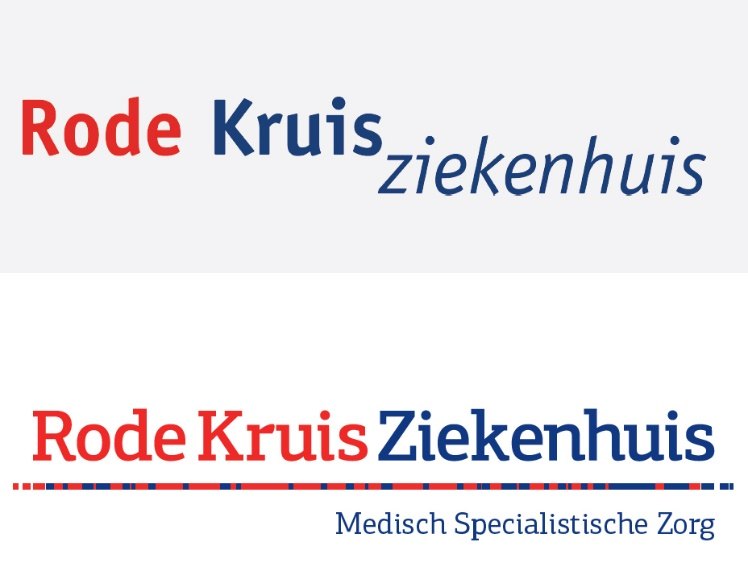 Rode Kruis
ziekenhuis
Rode Kruis Ziekenhuis
Medisch Specialistische Zorg